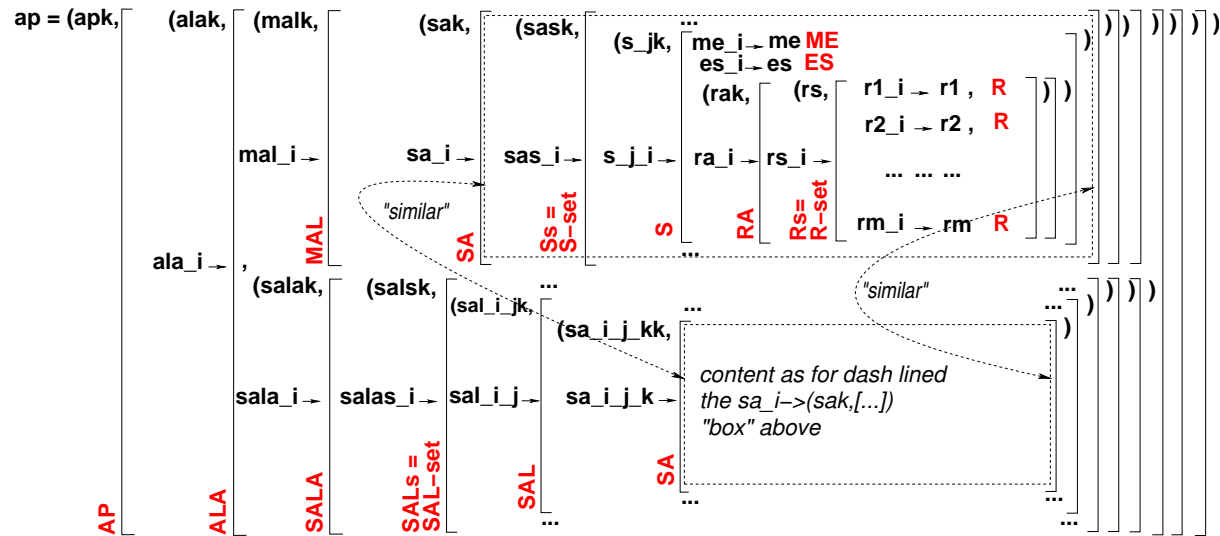 ap = (apk, (alak, (malk, (sak, (sask, ... ) ) ) ) ) ) )
(s_jk, me_i→ me ME )
es_i→ es ES
(rak, (rs, r1_i → r1 , R ) ) )
r2_i → r2 , R
mal_i→ sa_i→ sas_i→ s_j_i→ ra_i→ rs_i→
... ... ...
"similar"
rm_i → rm R
MAL SA Ss = S-set S RA Rs= R-set
...
ala_i→ ,
(salak, (salsk, ... ... ) ) ) )
"similar"
(sal_i_jk, ... )
(sa_i_j_kk, ... )
content as for dash lined
sala_i→ salas_i→ sal_i_j→ sa_i_j_k→ the sa_i->(sak,[...])
"box" above
AP ALA SALA SALs = SAL-set SAL SA
... ...
... ...